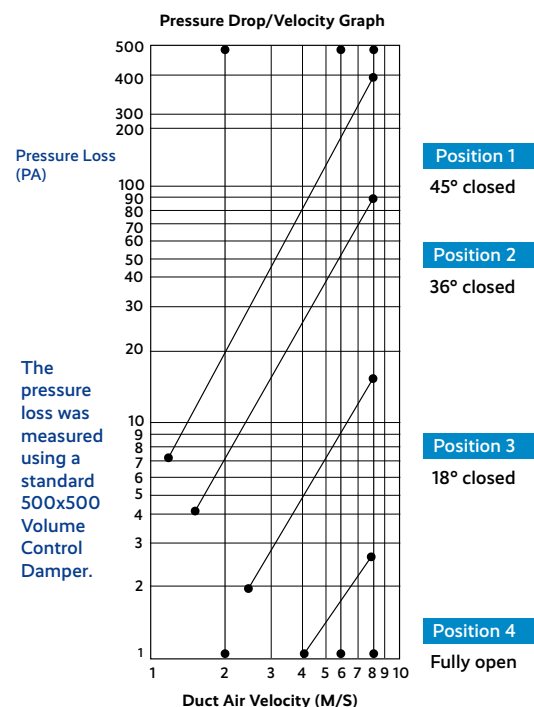 Pressure Drop/Velocity Graph
500
400
300
200
100
90
80
70
60
50
40
30
20
10
9
8
7
6
5
4
3
2
1
Pressure Loss
(PA)
The
pressure
loss was
measured
using a
standard
500x500
Volume
Control
Damper.
Position 1
45° closed
Position 2
36° closed
Position 3
18° closed
Position 4
Fully open
1 2 3 4 5 6 7 8 9 10
Duct Air Velocity (M/S)